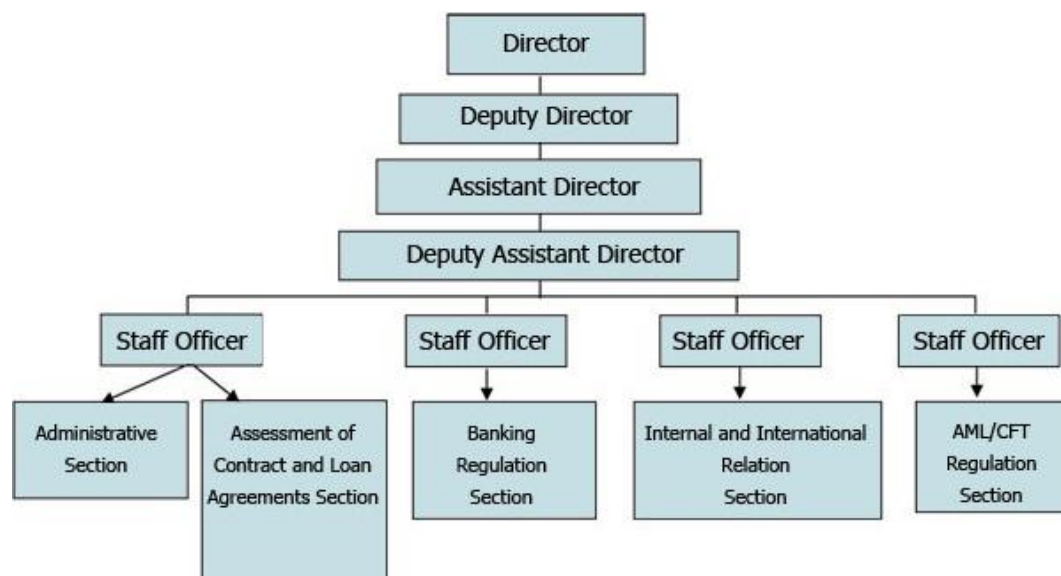 Director
Deputy Director
Assistant Director
Deputy Assistant Director
Staff Officer
Staff Officer
Staff Officer
Staff Officer
Administrative
Section
Assessment of
Contract and Loan
Agreements Section
Banking
Regulation
Section
Internal and International
Relation
Section
AML/CFT
Regulation
Section